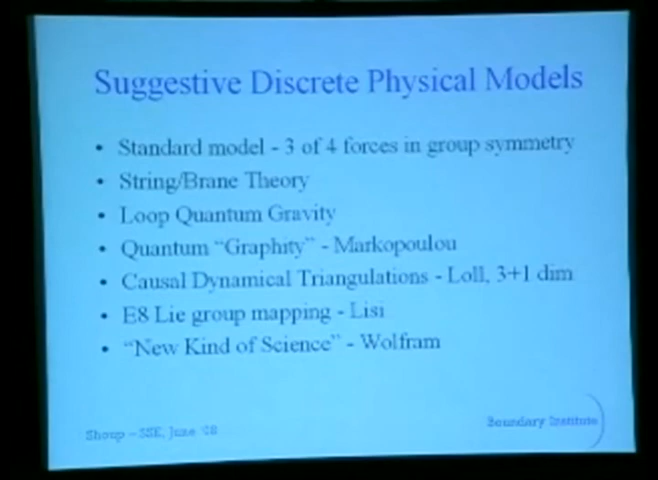 Suggestive Discrete Physical Models
• Standard model - 3 of 4 forces in group symmetry
• String/Brane Theory
• Loop Quantum Gravity
• Quantum "Graphity" - Markopoulou
• Causal Dynamical Triangulations - Loll, 3+1 dim
• E8 Lie group mapping - Lisi
• "New Kind of Science" - Wolfram
Shoup – SSE, June '08
Boundary Institute